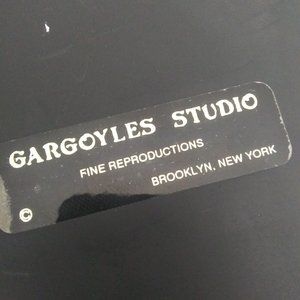 GARGOYLES STUDIO
FINE REPRODUCTIONS
BROOKLYN, NEW YORK
©